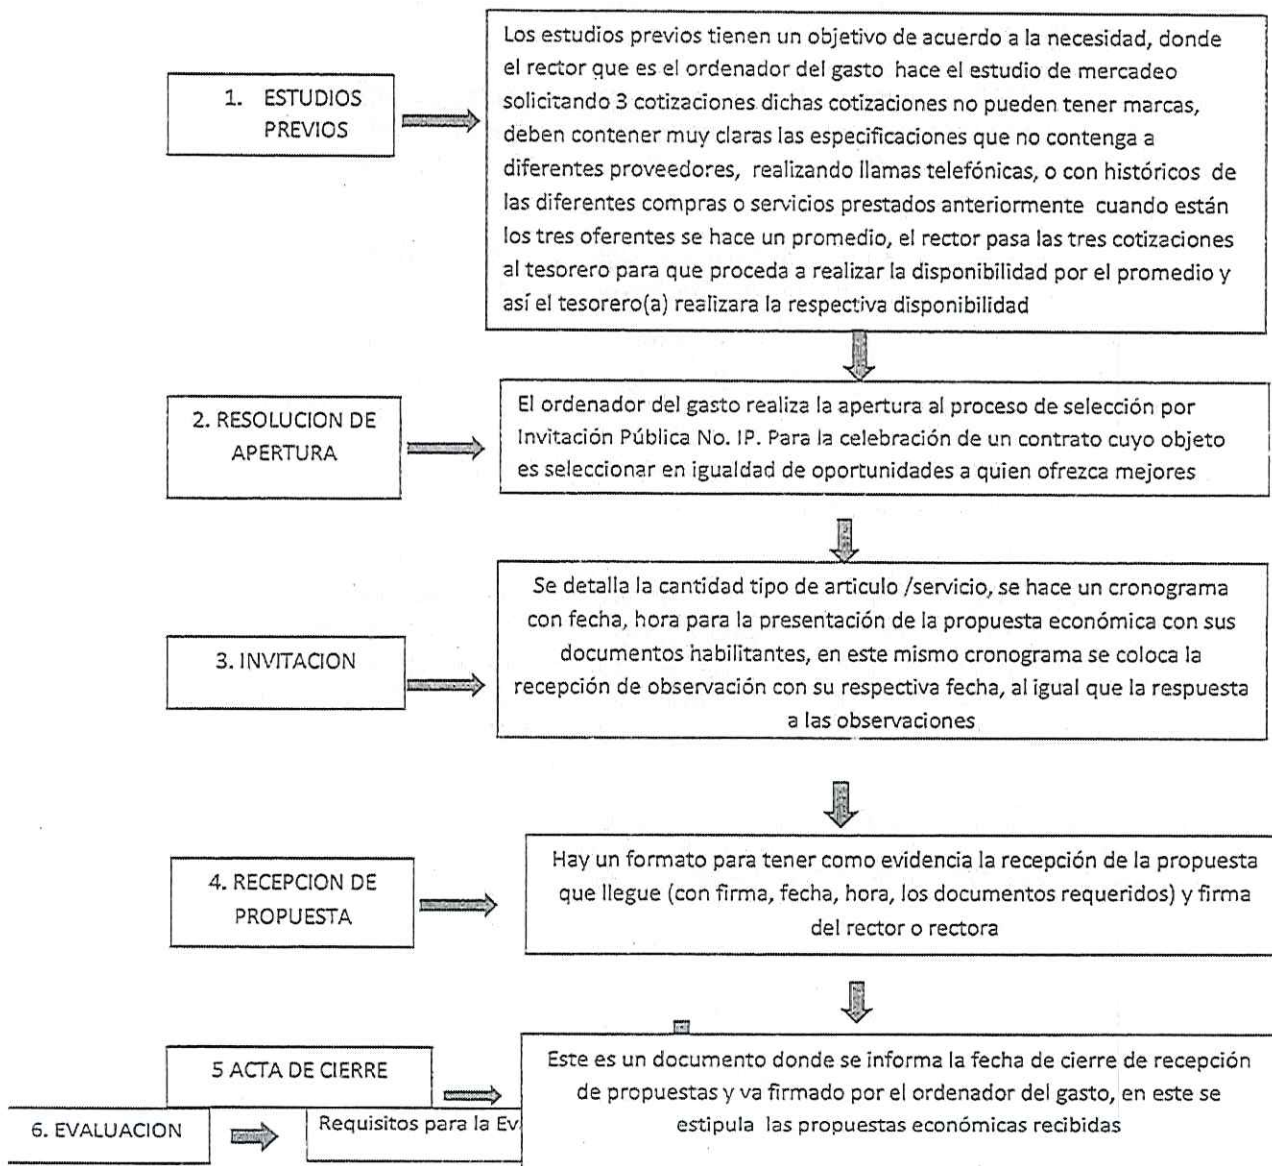 1. ESTUDIOS
PREVIOS
Los estudios previos tienen un objetivo de acuerdo a la necesidad, donde
el rector que es el ordenador del gasto hace el estudio de mercadeo
solicitando 3 cotizaciones dichas cotizaciones no pueden tener marcas,
deben contener muy claras las especificaciones que no contenga a
diferentes proveedores, realizando llamas telefónicas, o con históricos de
las diferentes compras o servicios prestados anteriormente cuando están
los tres oferentes se hace un promedio, el rector pasa las tres cotizaciones
al tesorero para que proceda a realizar la disponibilidad por el promedio y
así el tesorero(a) realizara la respectiva disponibilidad
2. RESOLUCION DE
APERTURA
El ordenador del gasto realiza la apertura al proceso de selección por
Invitación Pública No. IP. Para la celebración de un contrato cuyo objeto
es seleccionar en igualdad de oportunidades a quien ofrezca mejores
3. INVITACION
Se detalla la cantidad tipo de articulo /servicio, se hace un cronograma
con fecha, hora para la presentación de la propuesta económica con sus
documentos habilitantes, en este mismo cronograma se coloca la
recepción de observación con su respectiva fecha, al igual que la respuesta
a las observaciones
4. RECEPCION DE
PROPUESTA
Hay un formato para tener como evidencia la recepción de la propuesta
que llegue (con firma, fecha, hora, los documentos requeridos) y firma
del rector o rectora
5 ACTA DE CIERRE
Este es un documento donde se informa la fecha de cierre de recepción
de propuestas y va firmado por el ordenador del gasto, en este se
estipula las propuestas económicas recibidas
6. EVALUACION
Requisitos para la Ev